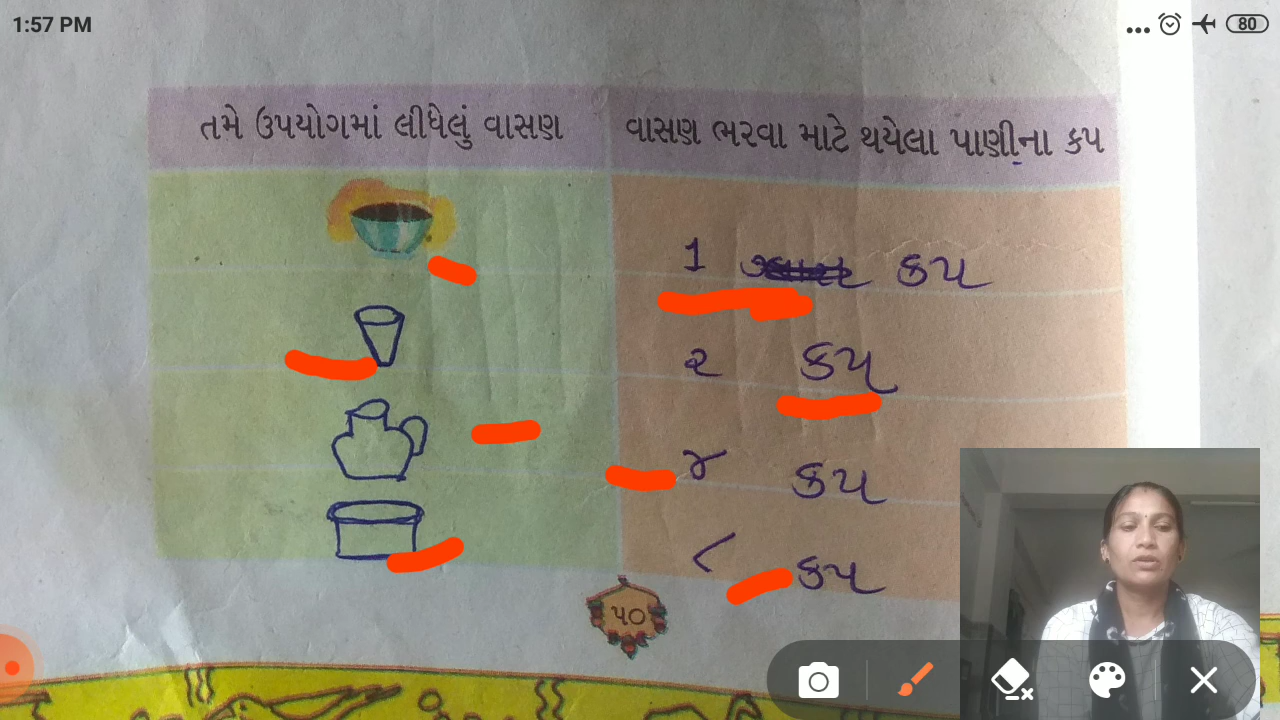 1:57 PM
80
તમે ઉપયોગમાં લીધેલું વાસણ
વાસણ ભરવા માટે થયેલા પાણીના કપ
1 કપ
૨ કપ
૪ કપ
૮ કપ
૫૦